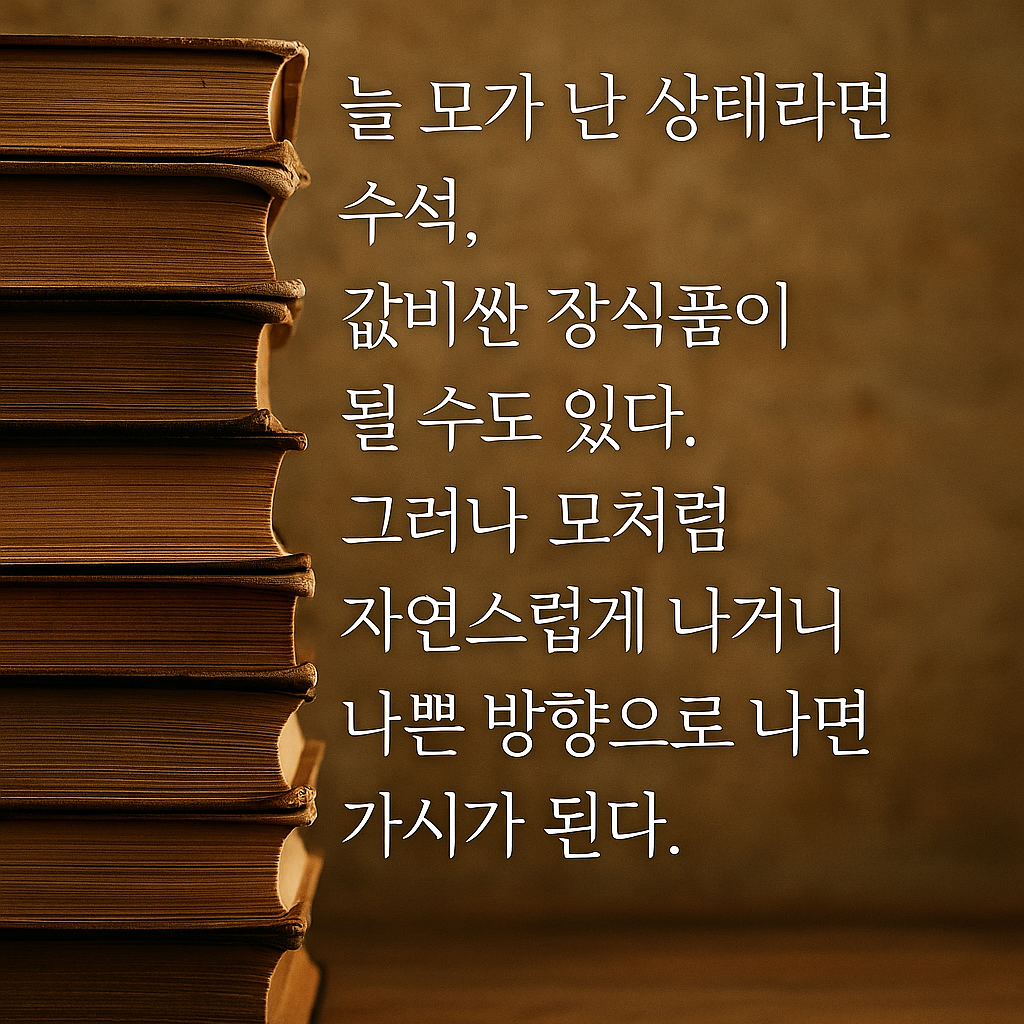 늘 모가 난 상태라면
수석,
값비싼 장식품이
될 수도 있다.
그러나 모처럼
자연스럽게 나거니
나쁜 방향으로 나면
가시가 된다.